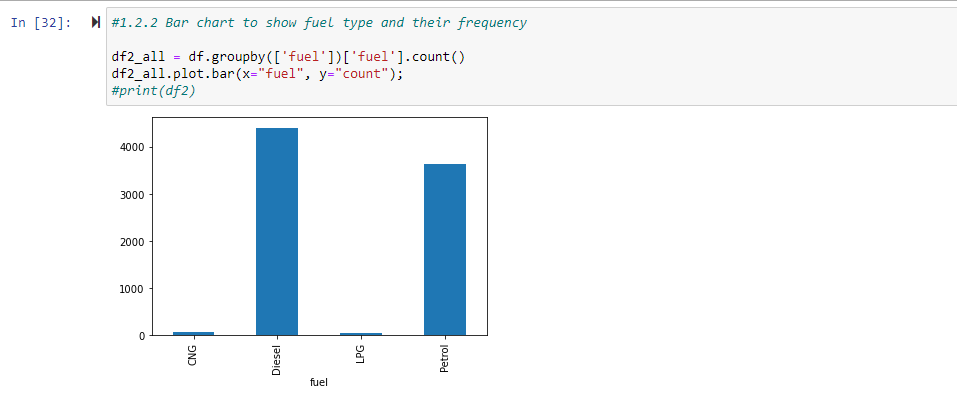 In [32]:
#1.2.2 Bar chart to show fuel type and their frequency
df2_all = df.groupby(['fuel'])['fuel'].count()
df2_all.plot.bar(x="fuel", y="count");
#print(df2)
4000
3000
2000
1000
0
CNG
Diesel
LPG
Petrol
fuel